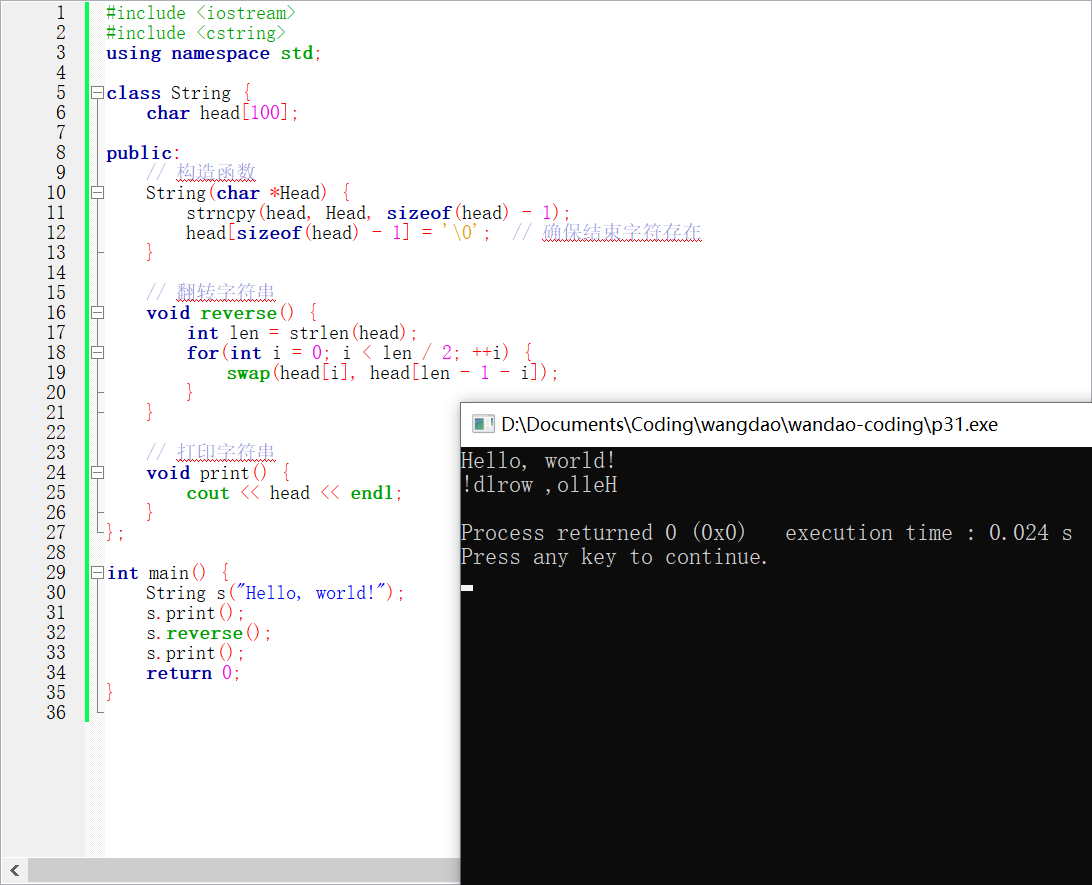 1 #include <iostream>
2 #include <cstring>
3 using namespace std;
4
5 class String {
6     char head[100];
7
8 public:
9     // 构造函数
10     String(char *Head) {
11         strncpy(head, Head, sizeof(head) - 1);
12         head[sizeof(head) - 1] = '\0';  // 确保结束字符存在
13     }
14
15     // 翻转字符串
16     void reverse() {
17         int len = strlen(head);
18         for(int i = 0; i < len / 2; ++i) {
19             swap(head[i], head[len - 1 - i]);
20         }
21     }
22
23     // 打印字符串
24     void print() {
25         cout << head << endl;
26     }
27 };
28
29 int main() {
30     String s("Hello, world!");
31     s.print();
32     s.reverse();
33     s.print();
34     return 0;
35 }
36
D:\Documents\Coding\wangdao\wandao-coding\p31.exe
Hello, world!
!dlrow ,olleH
Process returned 0 (0x0)   execution time : 0.024 s
Press any key to continue.